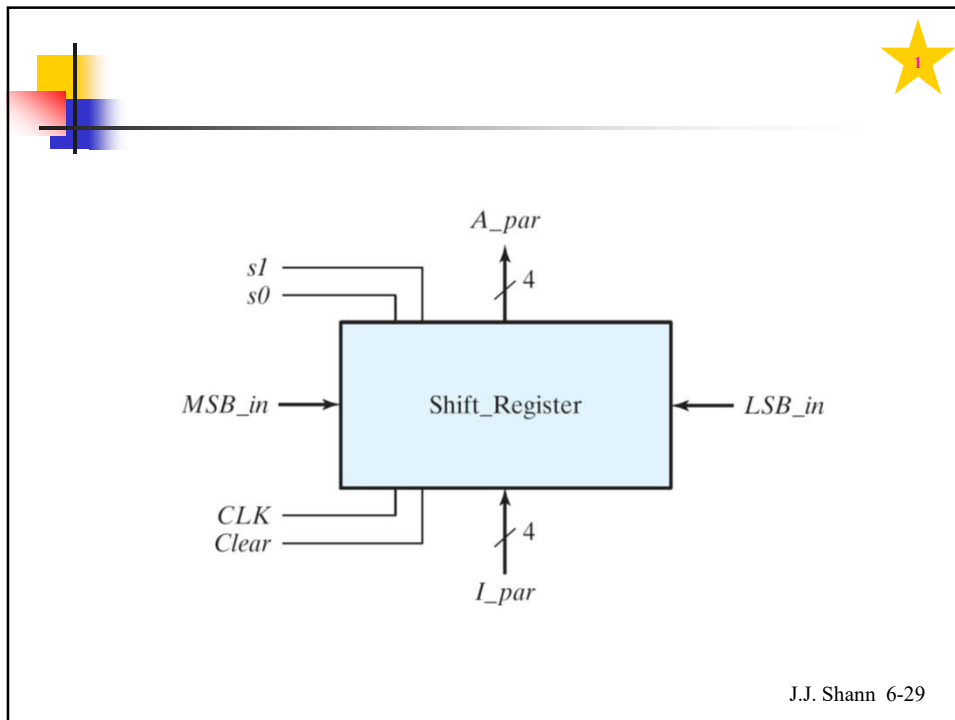 1
A_par
4
s1
s0
MSB_in
Shift_Register
LSB_in
CLK
Clear
4
I_par
J.J. Shann 6-29